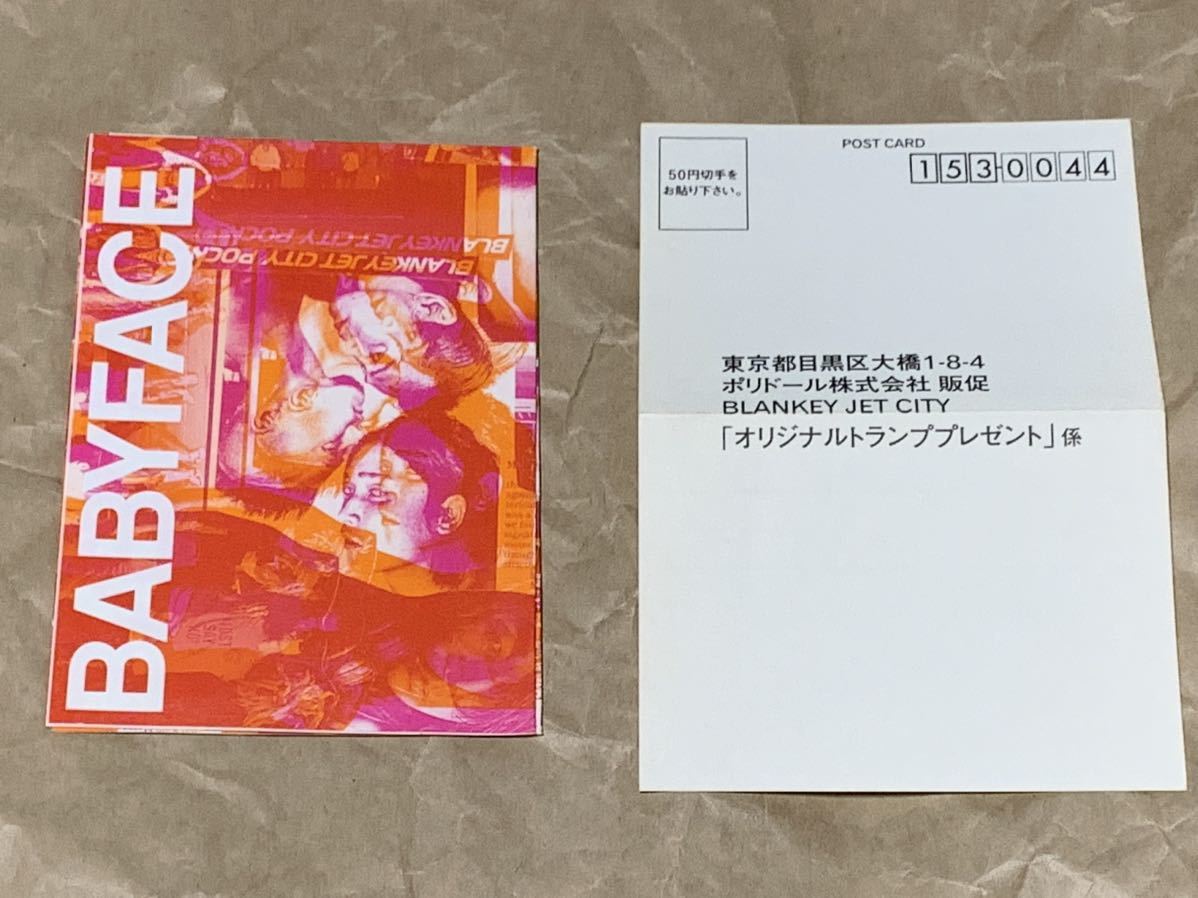 BABYFACE
BLANKEY JET CITY
BLANKEY JET CITY
POST CARD
50円切手を
お貼り下さい。
153-0044
東京都目黒区大橋1-8-4
ポリドール株式会社 販促
BLANKEY JET CITY
「オリジナルトランププレゼント」係